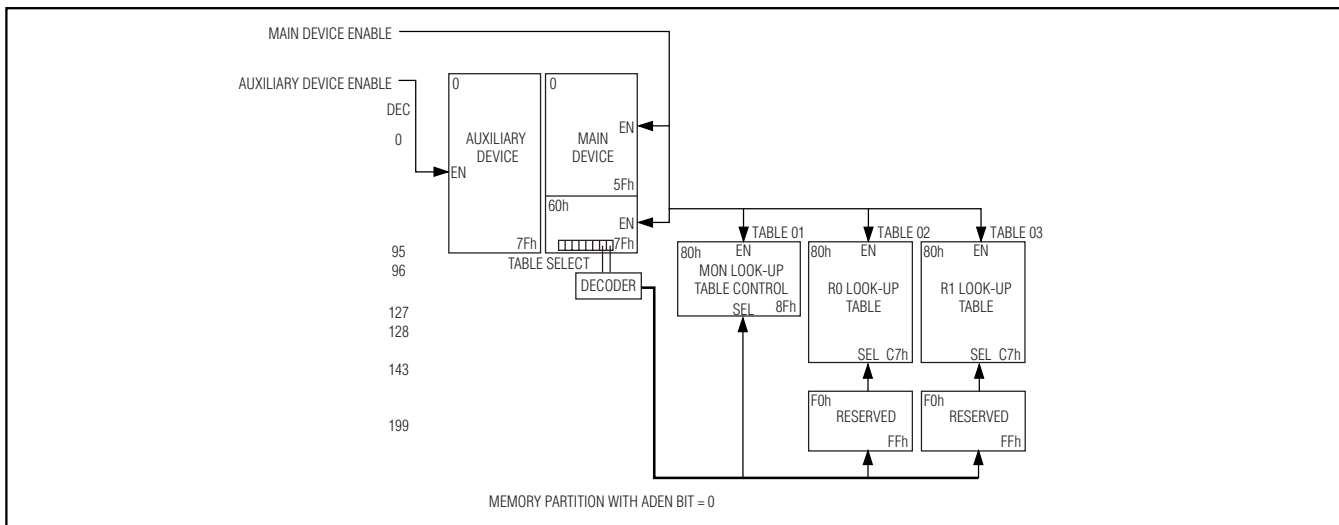 MAIN DEVICE ENABLE
AUXILIARY DEVICE ENABLE
DEC
0
95
96
127
128
143
199
0
AUXILIARY
DEVICE
EN
7Fh
0
MAIN
DEVICE
EN
5Fh
60h
EN
7Fh
TABLE SELECT
DECODER
TABLE 01
80h
EN
MON LOOK-UP
TABLE CONTROL
SEL
8Fh
TABLE 02
80h
EN
R0 LOOK-UP
TABLE
SEL C7h
F0h
RESERVED
FFh
TABLE 03
80h
EN
R1 LOOK-UP
TABLE
SEL C7h
F0h
RESERVED
FFh
MEMORY PARTITION WITH ADEN BIT = 0